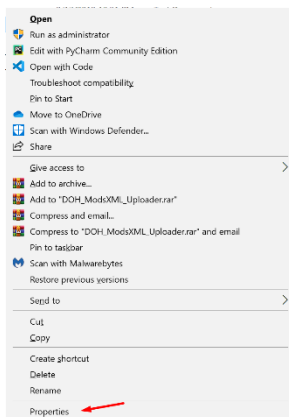 Open
Run as administrator
Edit with PyCharm Community Edition
Open with Code
Troubleshoot compatibility
Pin to Start
Move to OneDrive
Scan with Windows Defender...
Share
Give access to
Add to archive...
Add to "DOH_ModsXML_Uploader.rar"
Compress and email...
Compress to "DOH_ModsXML_Uploader.rar" and email
Pin to taskbar
Scan with Malwarebytes
Restore previous versions
Send to
Cut
Copy
Create shortcut
Delete
Rename
Properties